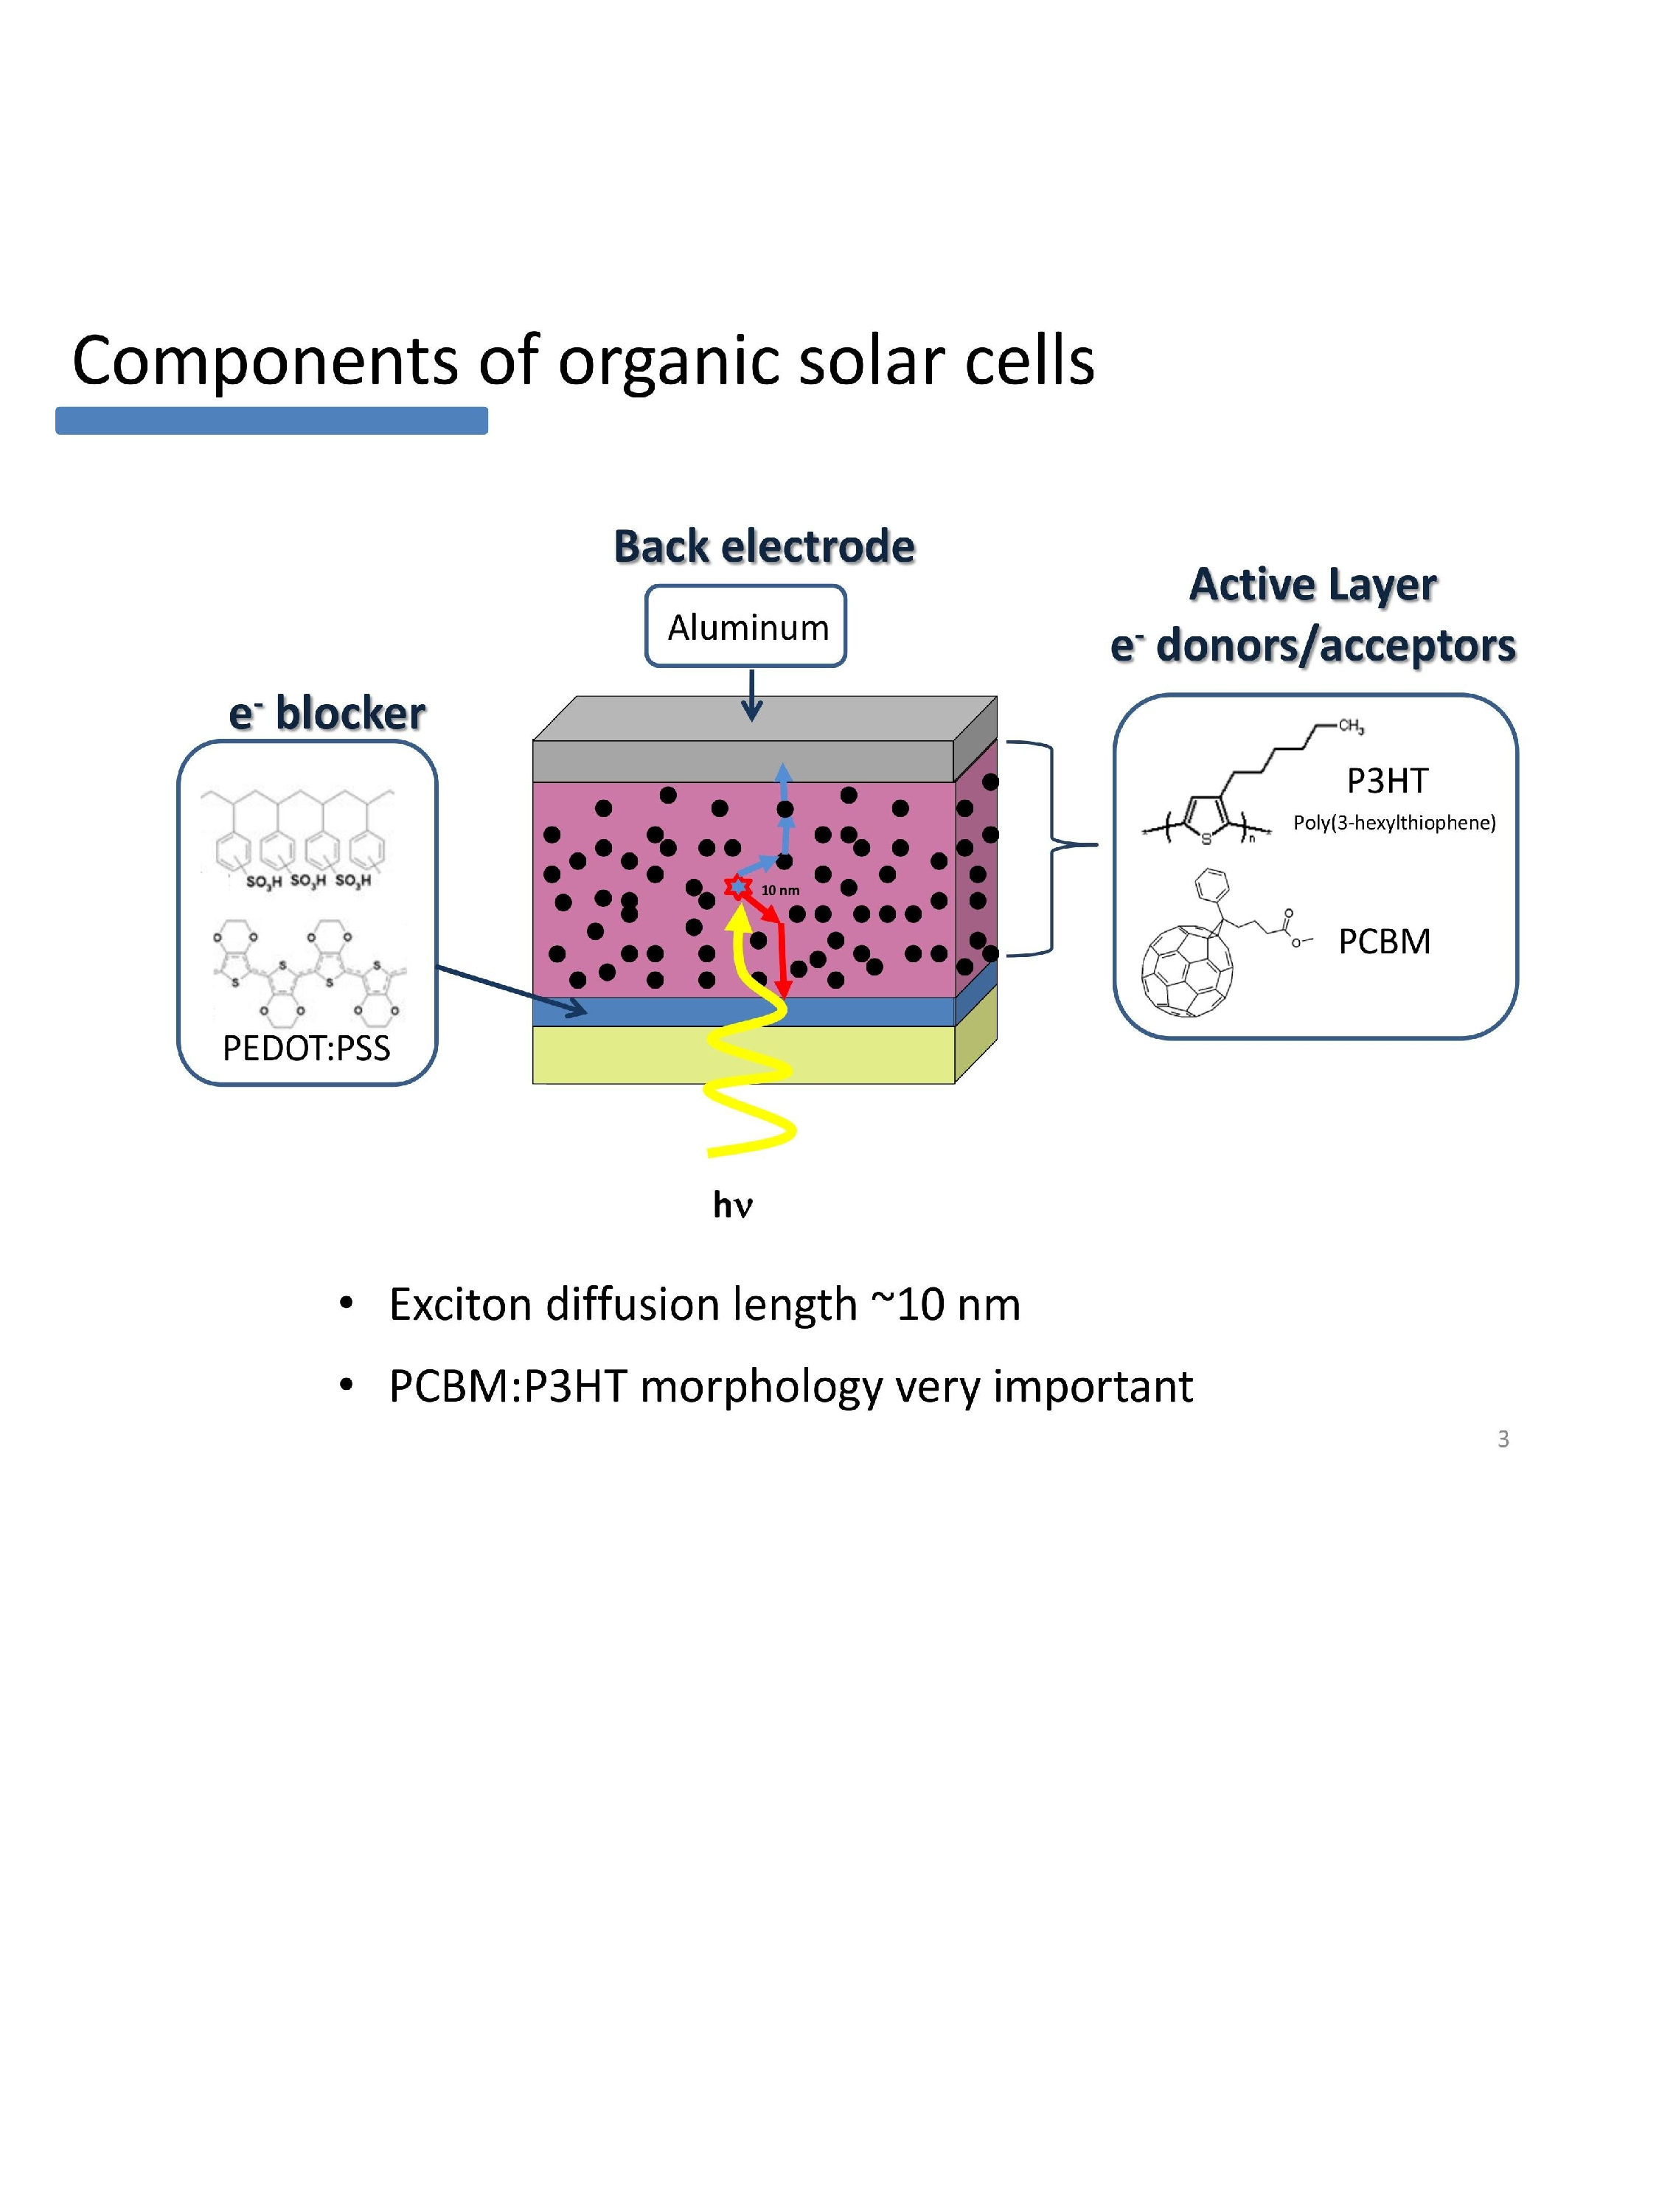 Components of organic solar cells
Back electrode
Aluminum
Active Layer
e- donors/acceptors
e- blocker
CH3
P3HT
Poly(3-hexylthiophene)
S
n
SO3H SO3H SO3H
10 nm
O
O
PCBM
O O O O
S S S S
O O O O
PEDOT:PSS
hν
• Exciton diffusion length ~10 nm
• PCBM:P3HT morphology very important
3